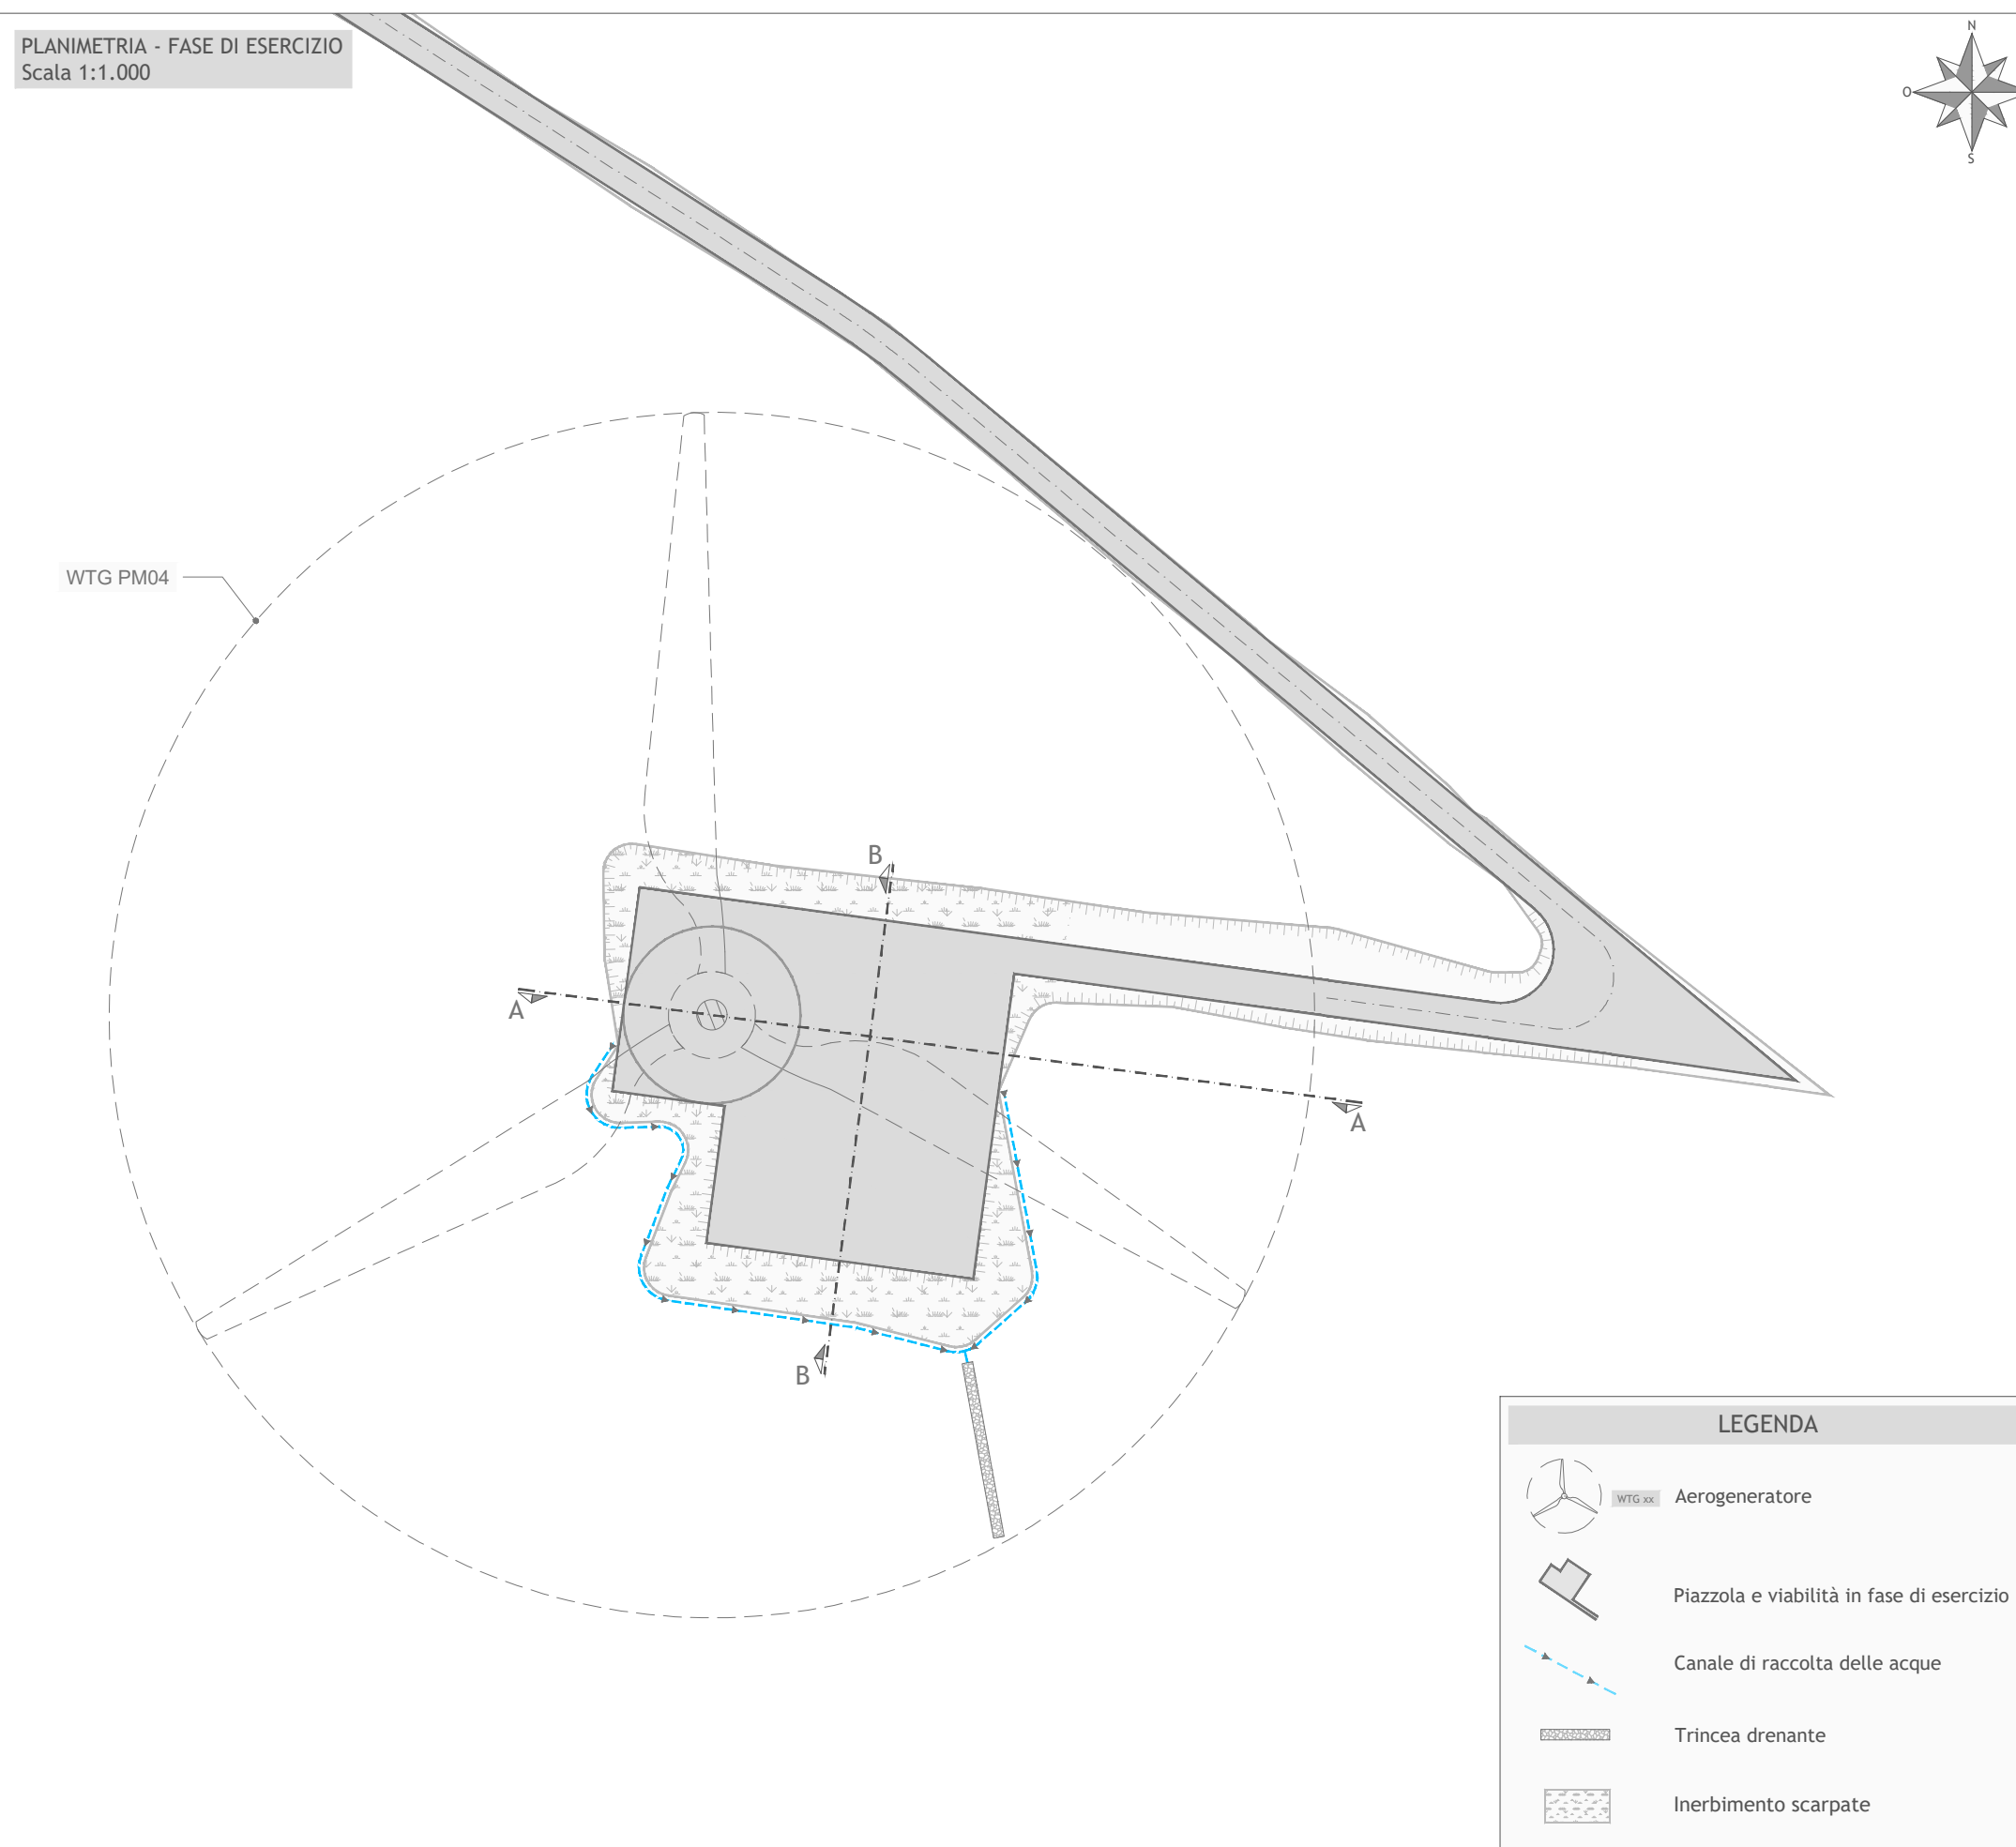 PLANIMETRIA - FASE DI ESERCIZIO
Scala 1:1.000
N
O
S
WTG PM04
B
A
A
B
LEGENDA
WTG xx Aerogeneratore
Piazzola e viabilità in fase di esercizio
Canale di raccolta delle acque
Trincea drenante
Inerbimento scarpate